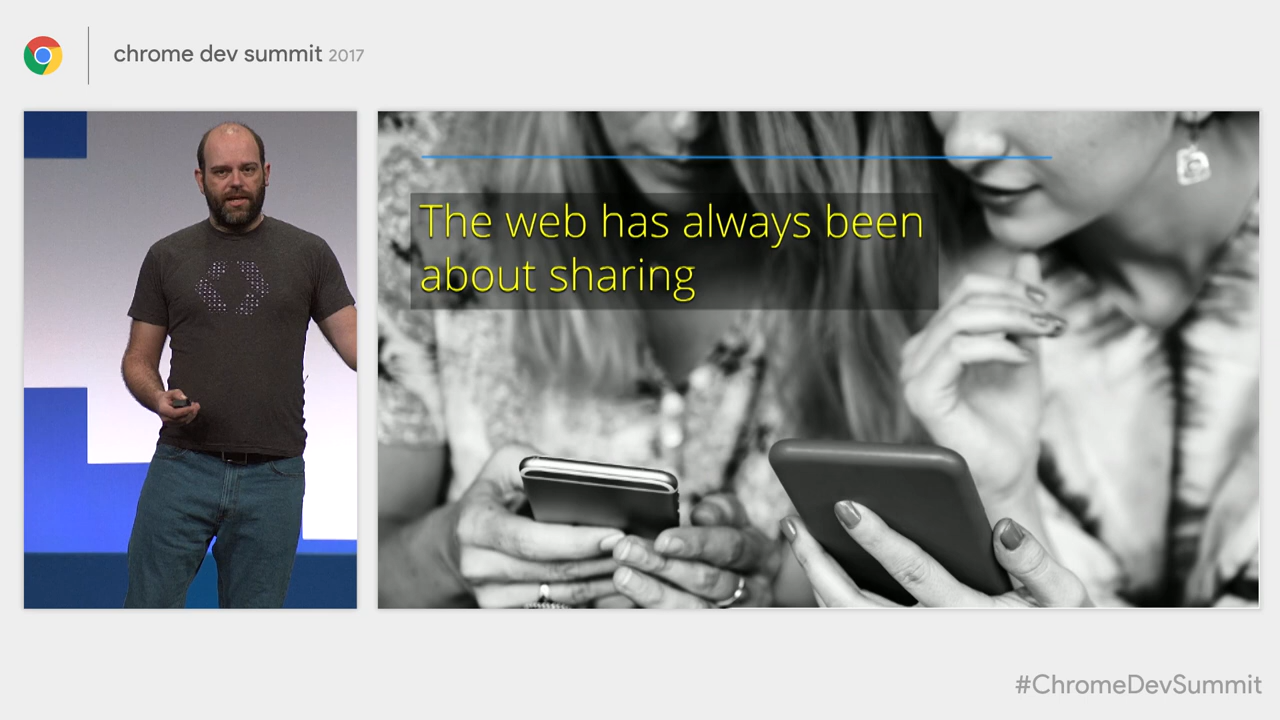 chrome dev summit 2017
The web has always been
about sharing
#ChromeDevSummit